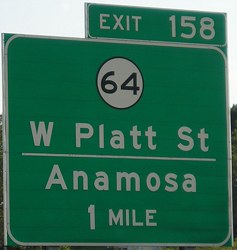 EXIT 158
64
W Platt St
Anamosa
1 MILE